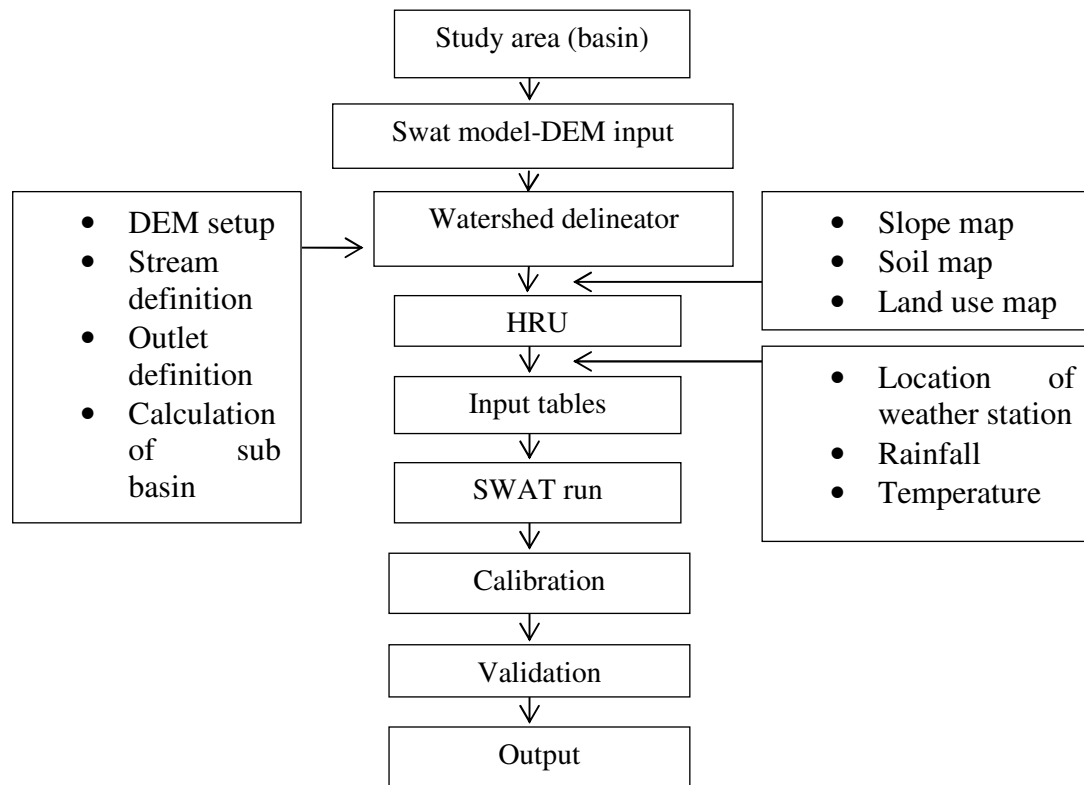 Study area (basin)
Swat model-DEM input
Watershed delineator
• DEM setup
• Stream
definition
• Outlet
definition
• Calculation
of sub
basin
• Slope map
• Soil map
• Land use map
HRU
• Location of
weather station
• Rainfall
• Temperature
Input tables
SWAT run
Calibration
Validation
Output